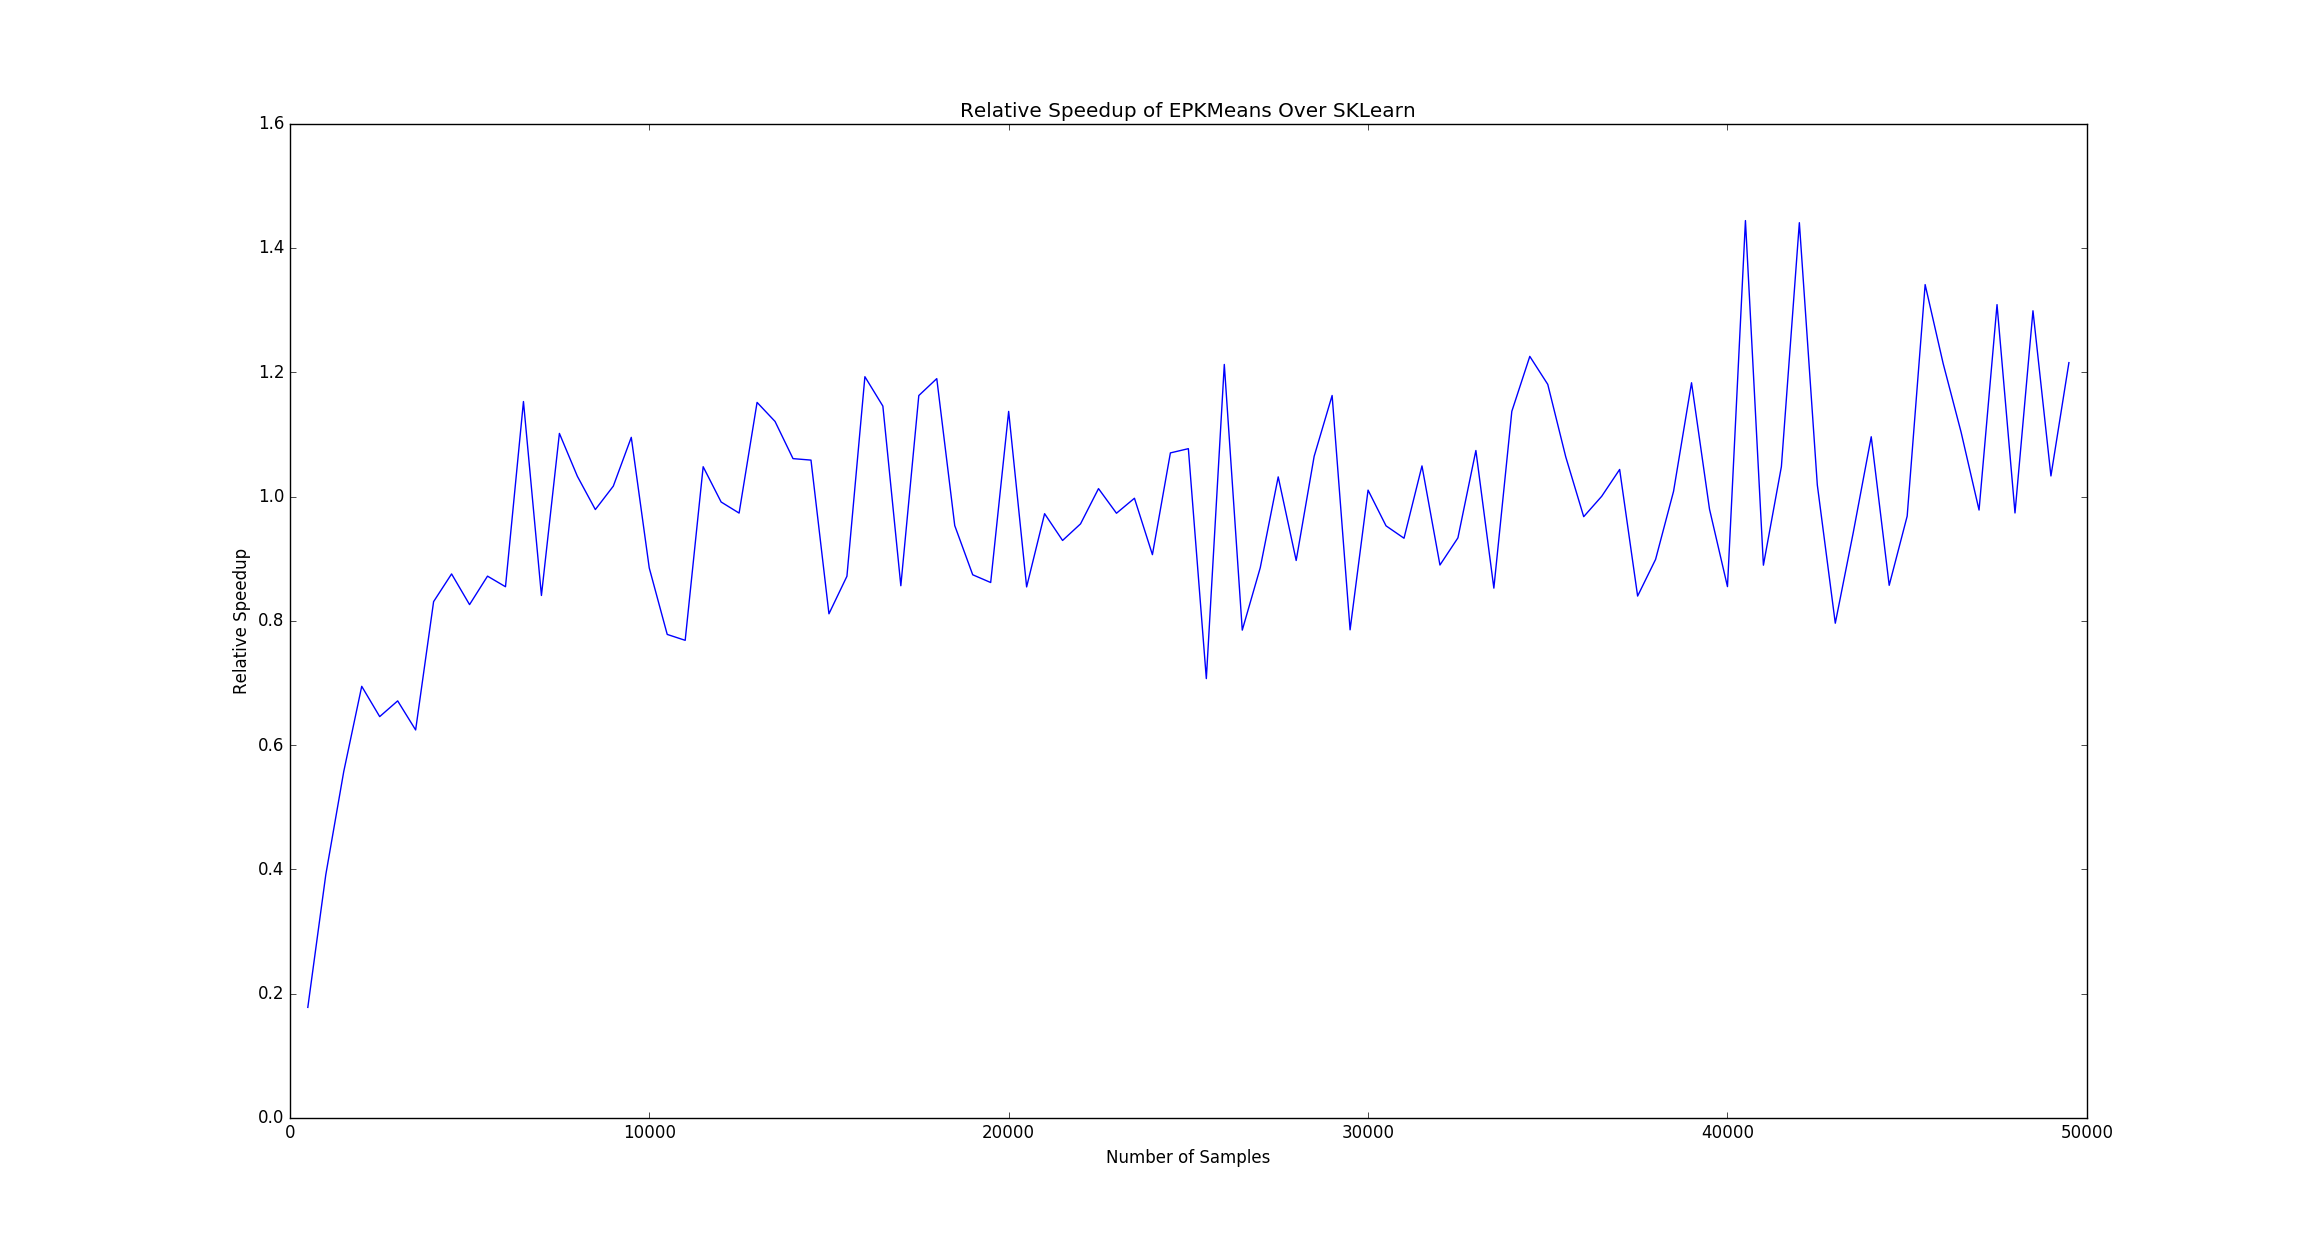 Relative Speedup of EPKMeans Over SKLearn
1.6
1.4
1.2
1.0
0.8
0.6
0.4
0.2
0.0
Relative Speedup
0 10000 20000 30000 40000 50000
Number of Samples